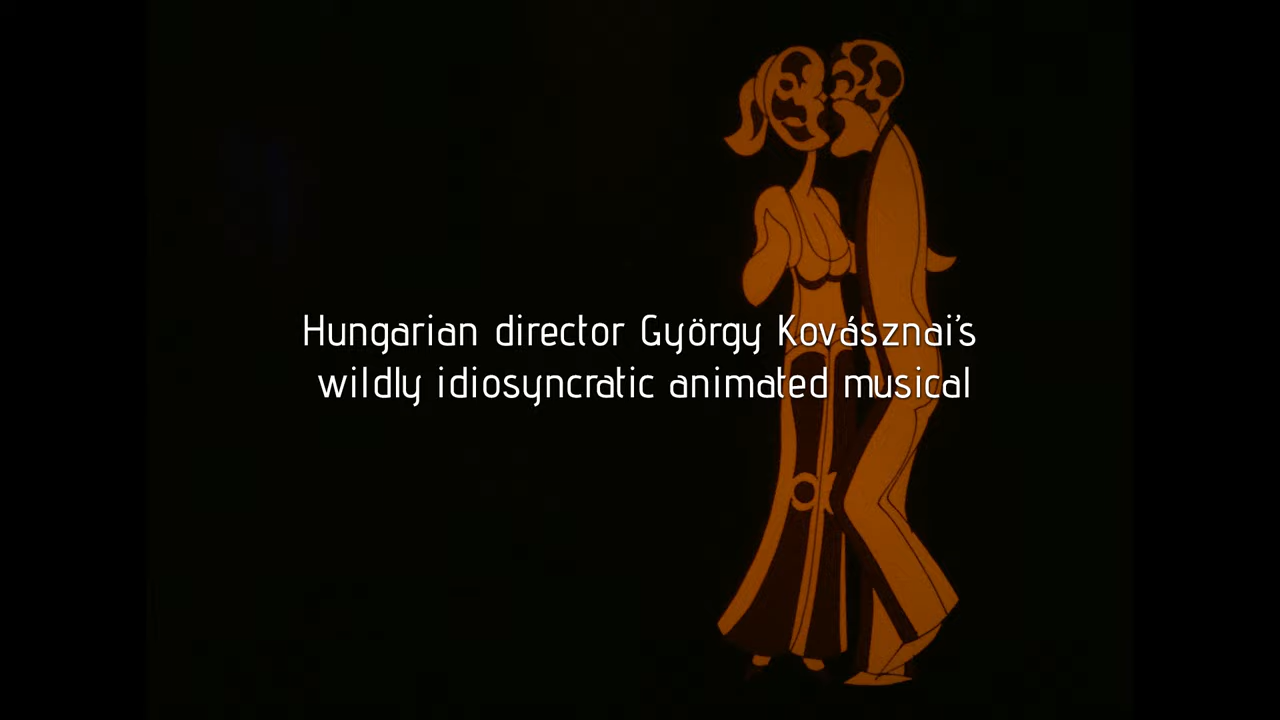 Hungarian director György Kovásznai’s
wildly idiosyncratic animated musical